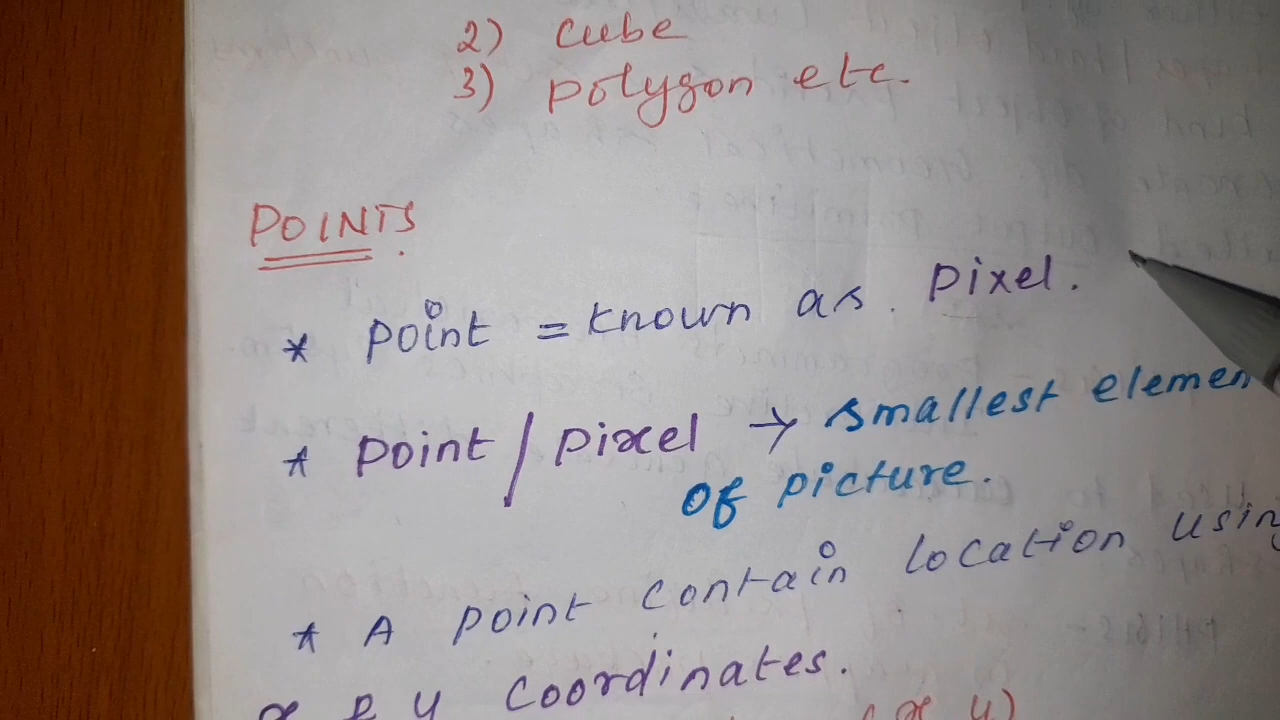 2) cube
3) polygon etc.
POINTS.
* point = known as. pixel.
* point / pixel → smallest elemen
of picture.
* A point contain location usin
x & y coordinates.
(x y)